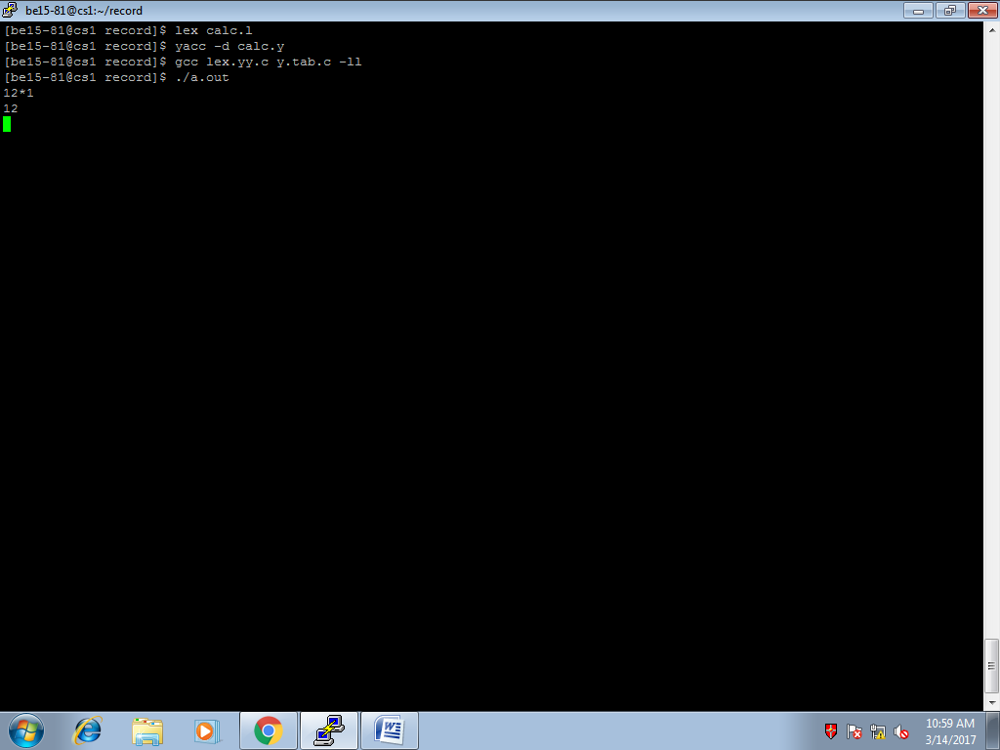 be15-81@cs1:~/record
[be15-81@cs1 record]$ lex calc.l
[be15-81@cs1 record]$ yacc -d calc.y
[be15-81@cs1 record]$ gcc lex.yy.c y.tab.c -ll
[be15-81@cs1 record]$ ./a.out
12*1
12
10:59 AM
3/14/2017